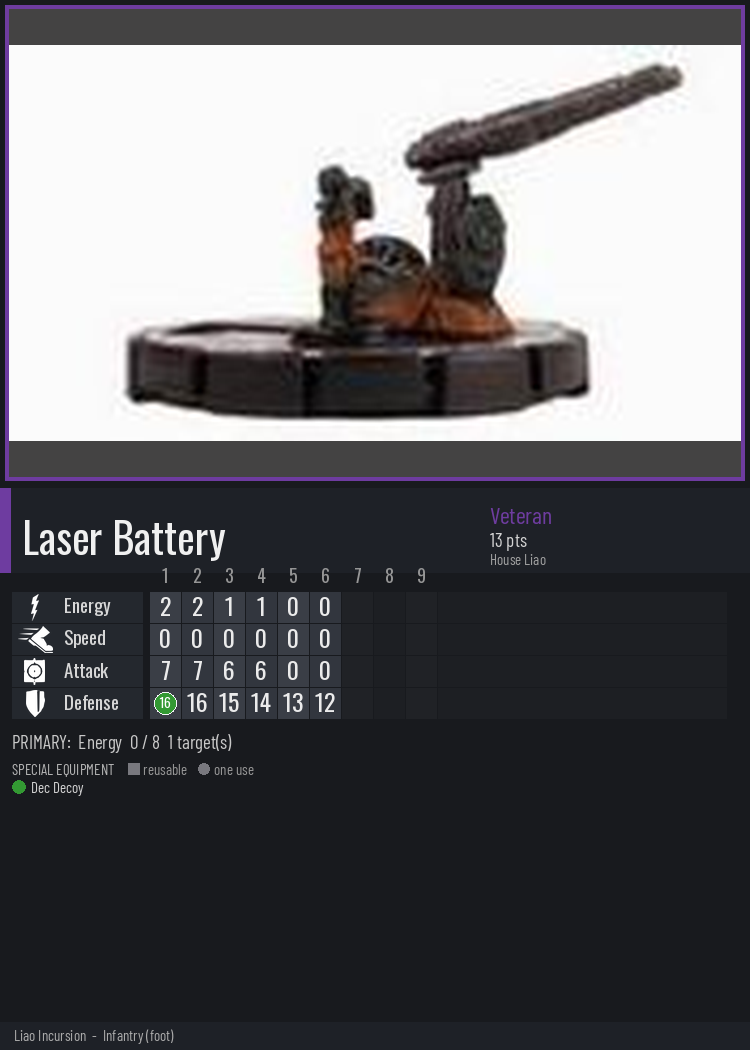 Laser Battery
Veteran
13 pts
House Liao
1 2 3 4 5 6 7 8 9
Energy 2 2 1 1 0 0
Speed 0 0 0 0 0 0
Attack 7 7 6 6 0 0
Defense 16 16 15 14 13 12
PRIMARY: Energy 0 / 8 1 target(s)
SPECIAL EQUIPMENT reusable one use
Dec Decoy
Liao Incursion - Infantry (foot)